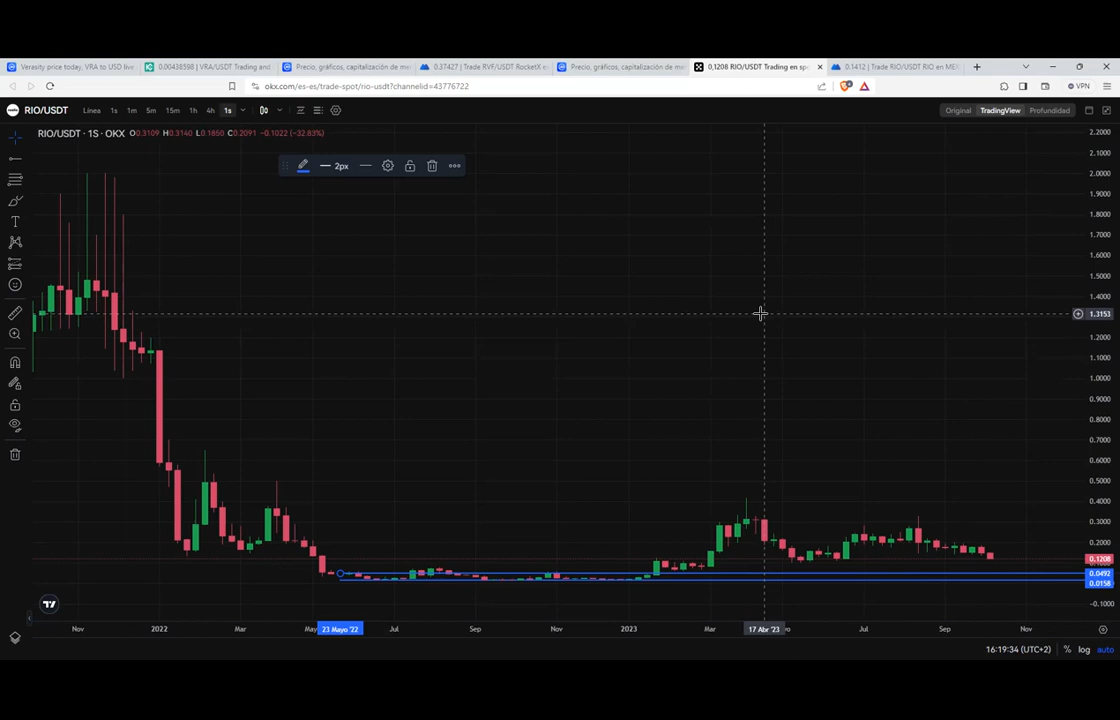 Verasity price today, VRA to USD live
0.00438598 | VRA/USDT Trading and
Precio, gráficos, capitalización de me
0.37427 | Trade RVF/USDT RocketX e
Precio, gráficos, capitalización de me
0,1208 RIO/USDT Trading en sp
0.1412 | Trade RIO/USDT RIO en ME
okx.com/es-es/trade-spot/rio-usdt?channelid=43776722
VPN
RIO/USDT Línea 1s 1m 5m 15m 1h 4h 1s
Original TradingView Profundidad
RIO/USDT · 1S · OKX O0.3109 H0.3140 L0.1850 C0.2091 −0.1022 (−32.83%)
2px
2.2000
2.1000
2.0000
1.9000
1.8000
1.7000
1.6000
1.5000
1.4000
1.3153
1.2000
1.1000
1.0000
0.9000
0.8000
0.7000
0.6000
0.5000
0.4000
0.3000
0.2000
0.1208
0.0492
0.0158
-0.1000
Nov 2022 Mar May 23 Mayo '22 Jul Sep Nov 2023 Mar 17 Abr '23 Jul Sep Nov
16:19:34 (UTC+2) % log auto